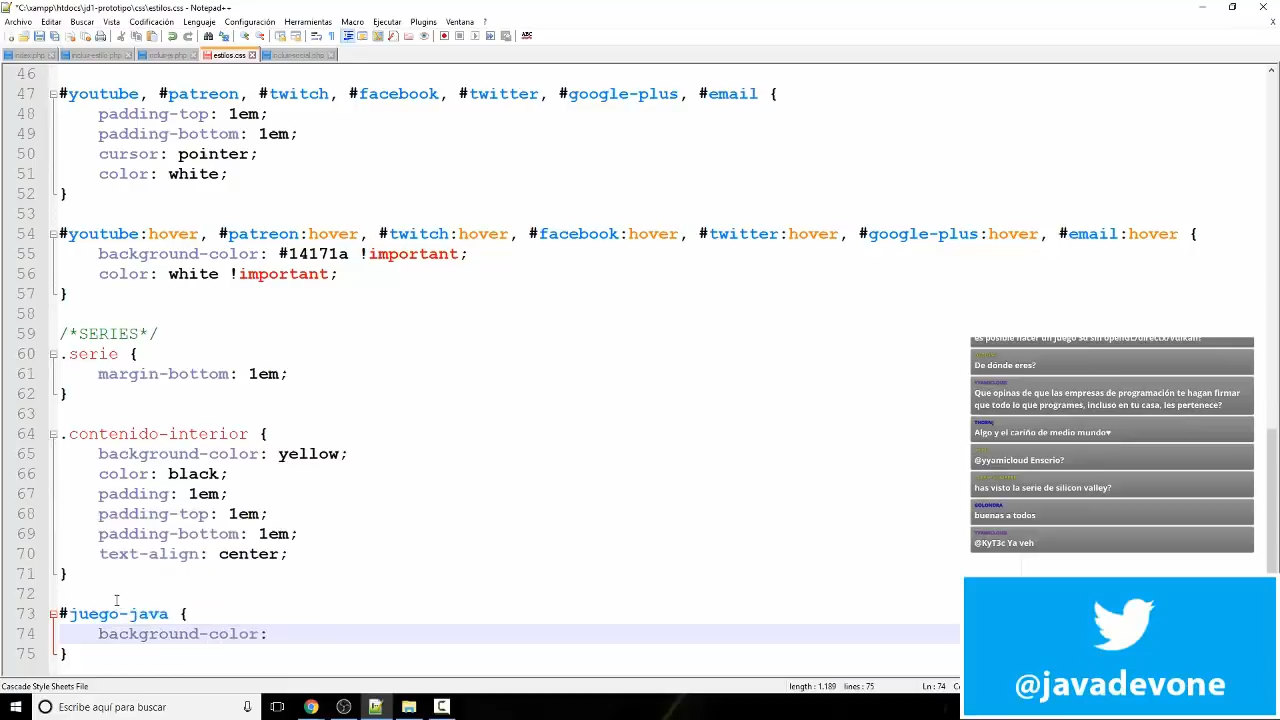 *C:\xampp\htdocs\jd1-prototipo\css\estilos.css - Notepad++
Archivo Editar Buscar Vista Codificación Lenguaje Configuración Herramientas Macro Ejecutar Plugins Ventana ?
index.php incluir-estilo.php incluir-js.php estilos.css incluir-social.php
46
47 #youtube, #patreon, #twitch, #facebook, #twitter, #google-plus, #email {
48 padding-top: 1em;
49 padding-bottom: 1em;
50 cursor: pointer;
51 color: white;
52 }
53
54 #youtube:hover, #patreon:hover, #twitch:hover, #facebook:hover, #twitter:hover, #google-plus:hover, #email:hover {
55 background-color: #14171a !important;
56 color: white !important;
57 }
58
59 /*SERIES*/
60 .serie {
61 margin-bottom: 1em;
62 }
63
64 .contenido-interior {
65 background-color: yellow;
66 color: black;
67 padding: 1em;
68 padding-top: 1em;
69 padding-bottom: 1em;
70 text-align: center;
71 }
72
73 #juego-java {
74 background-color:
75 }
es posible hacer un juego 3d sin opengl/directx/vulkan?
De dónde eres?
YYAMICLOUD
Que opinas de que las empresas de programación te hagan firmar
que todo lo que programes, incluso en tu casa, les pertenece?
Algo y el cariño de medio mundo♥
@yyamicloud Enserio?
has visto la serie de silicon valley?
GOLONDRA
buenas a todos
YYAMICLOUD
@KyT3c Ya veh
@javadevone
Cascade Style Sheets File length : 1.189 lines : 75 Ln : 74
Escribe aquí para buscar